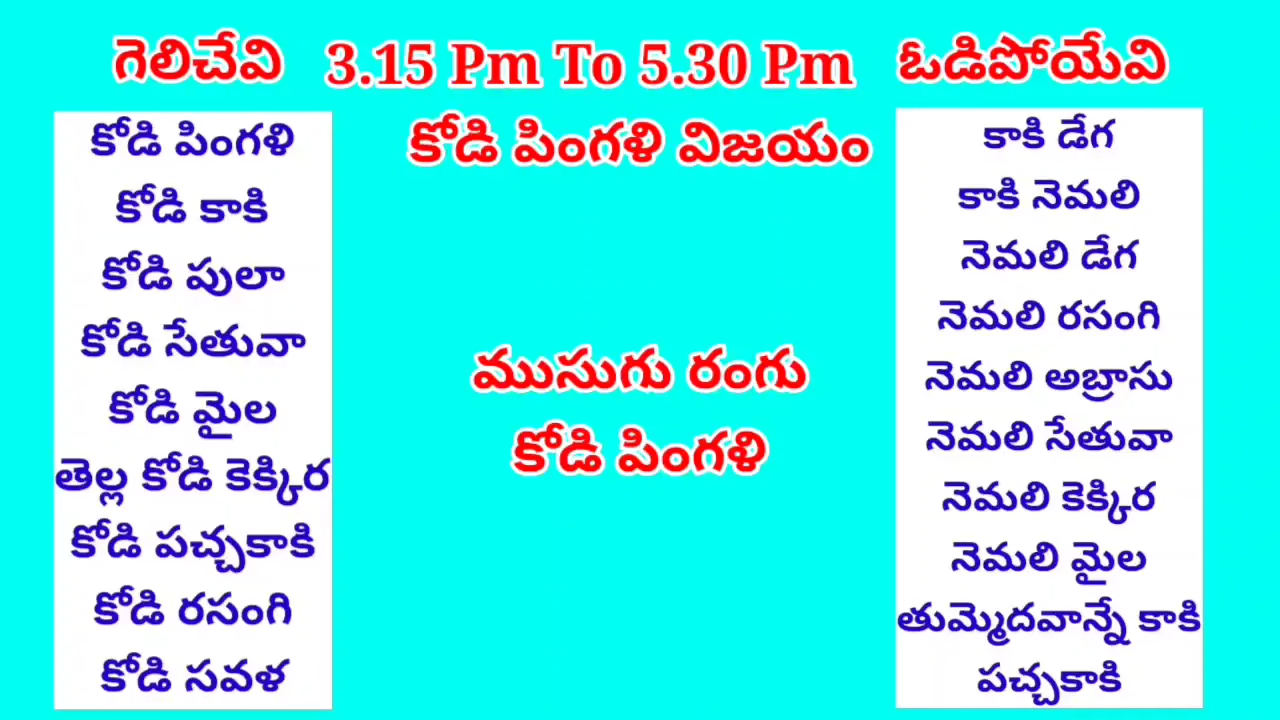 గెలిచేవి 3.15 Pm To 5.30 Pm ఓడిపోయేవి
కోడి పింగళి విజయం
కోడి పింగళి
కోడి కాకి
కోడి పులా
కోడి సేతువా
కోడి మైల
తెల్ల కోడి కెక్కిర
కోడి పచ్చకాకి
కోడి రసంగి
కోడి సవళ
ముసుగు రంగు
కోడి పింగళి
కాకి డేగ
కాకి నెమలి
నెమలి డేగ
నెమలి రసంగి
నెమలి అబ్రాసు
నెమలి సేతువా
నెమలి కెక్కిర
నెమలి మైల
తుమ్మెదవాన్నే కాకి
పచ్చకాకి